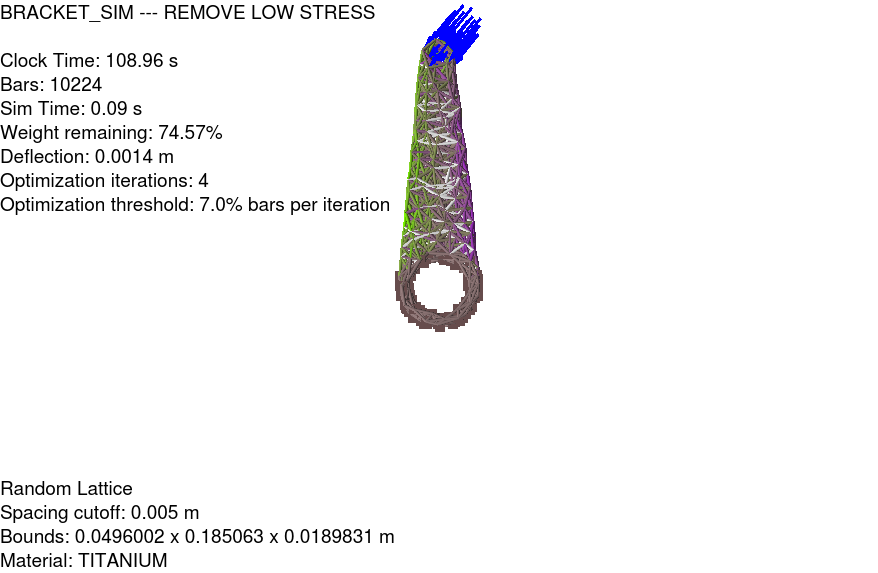 BRACKET_SIM --- REMOVE LOW STRESS
Clock Time: 108.96 s
Bars: 10224
Sim Time: 0.09 s
Weight remaining: 74.57%
Deflection: 0.0014 m
Optimization iterations: 4
Optimization threshold: 7.0% bars per iteration
Random Lattice
Spacing cutoff: 0.005 m
Bounds: 0.0496002 x 0.185063 x 0.0189831 m
Material: TITANIUM